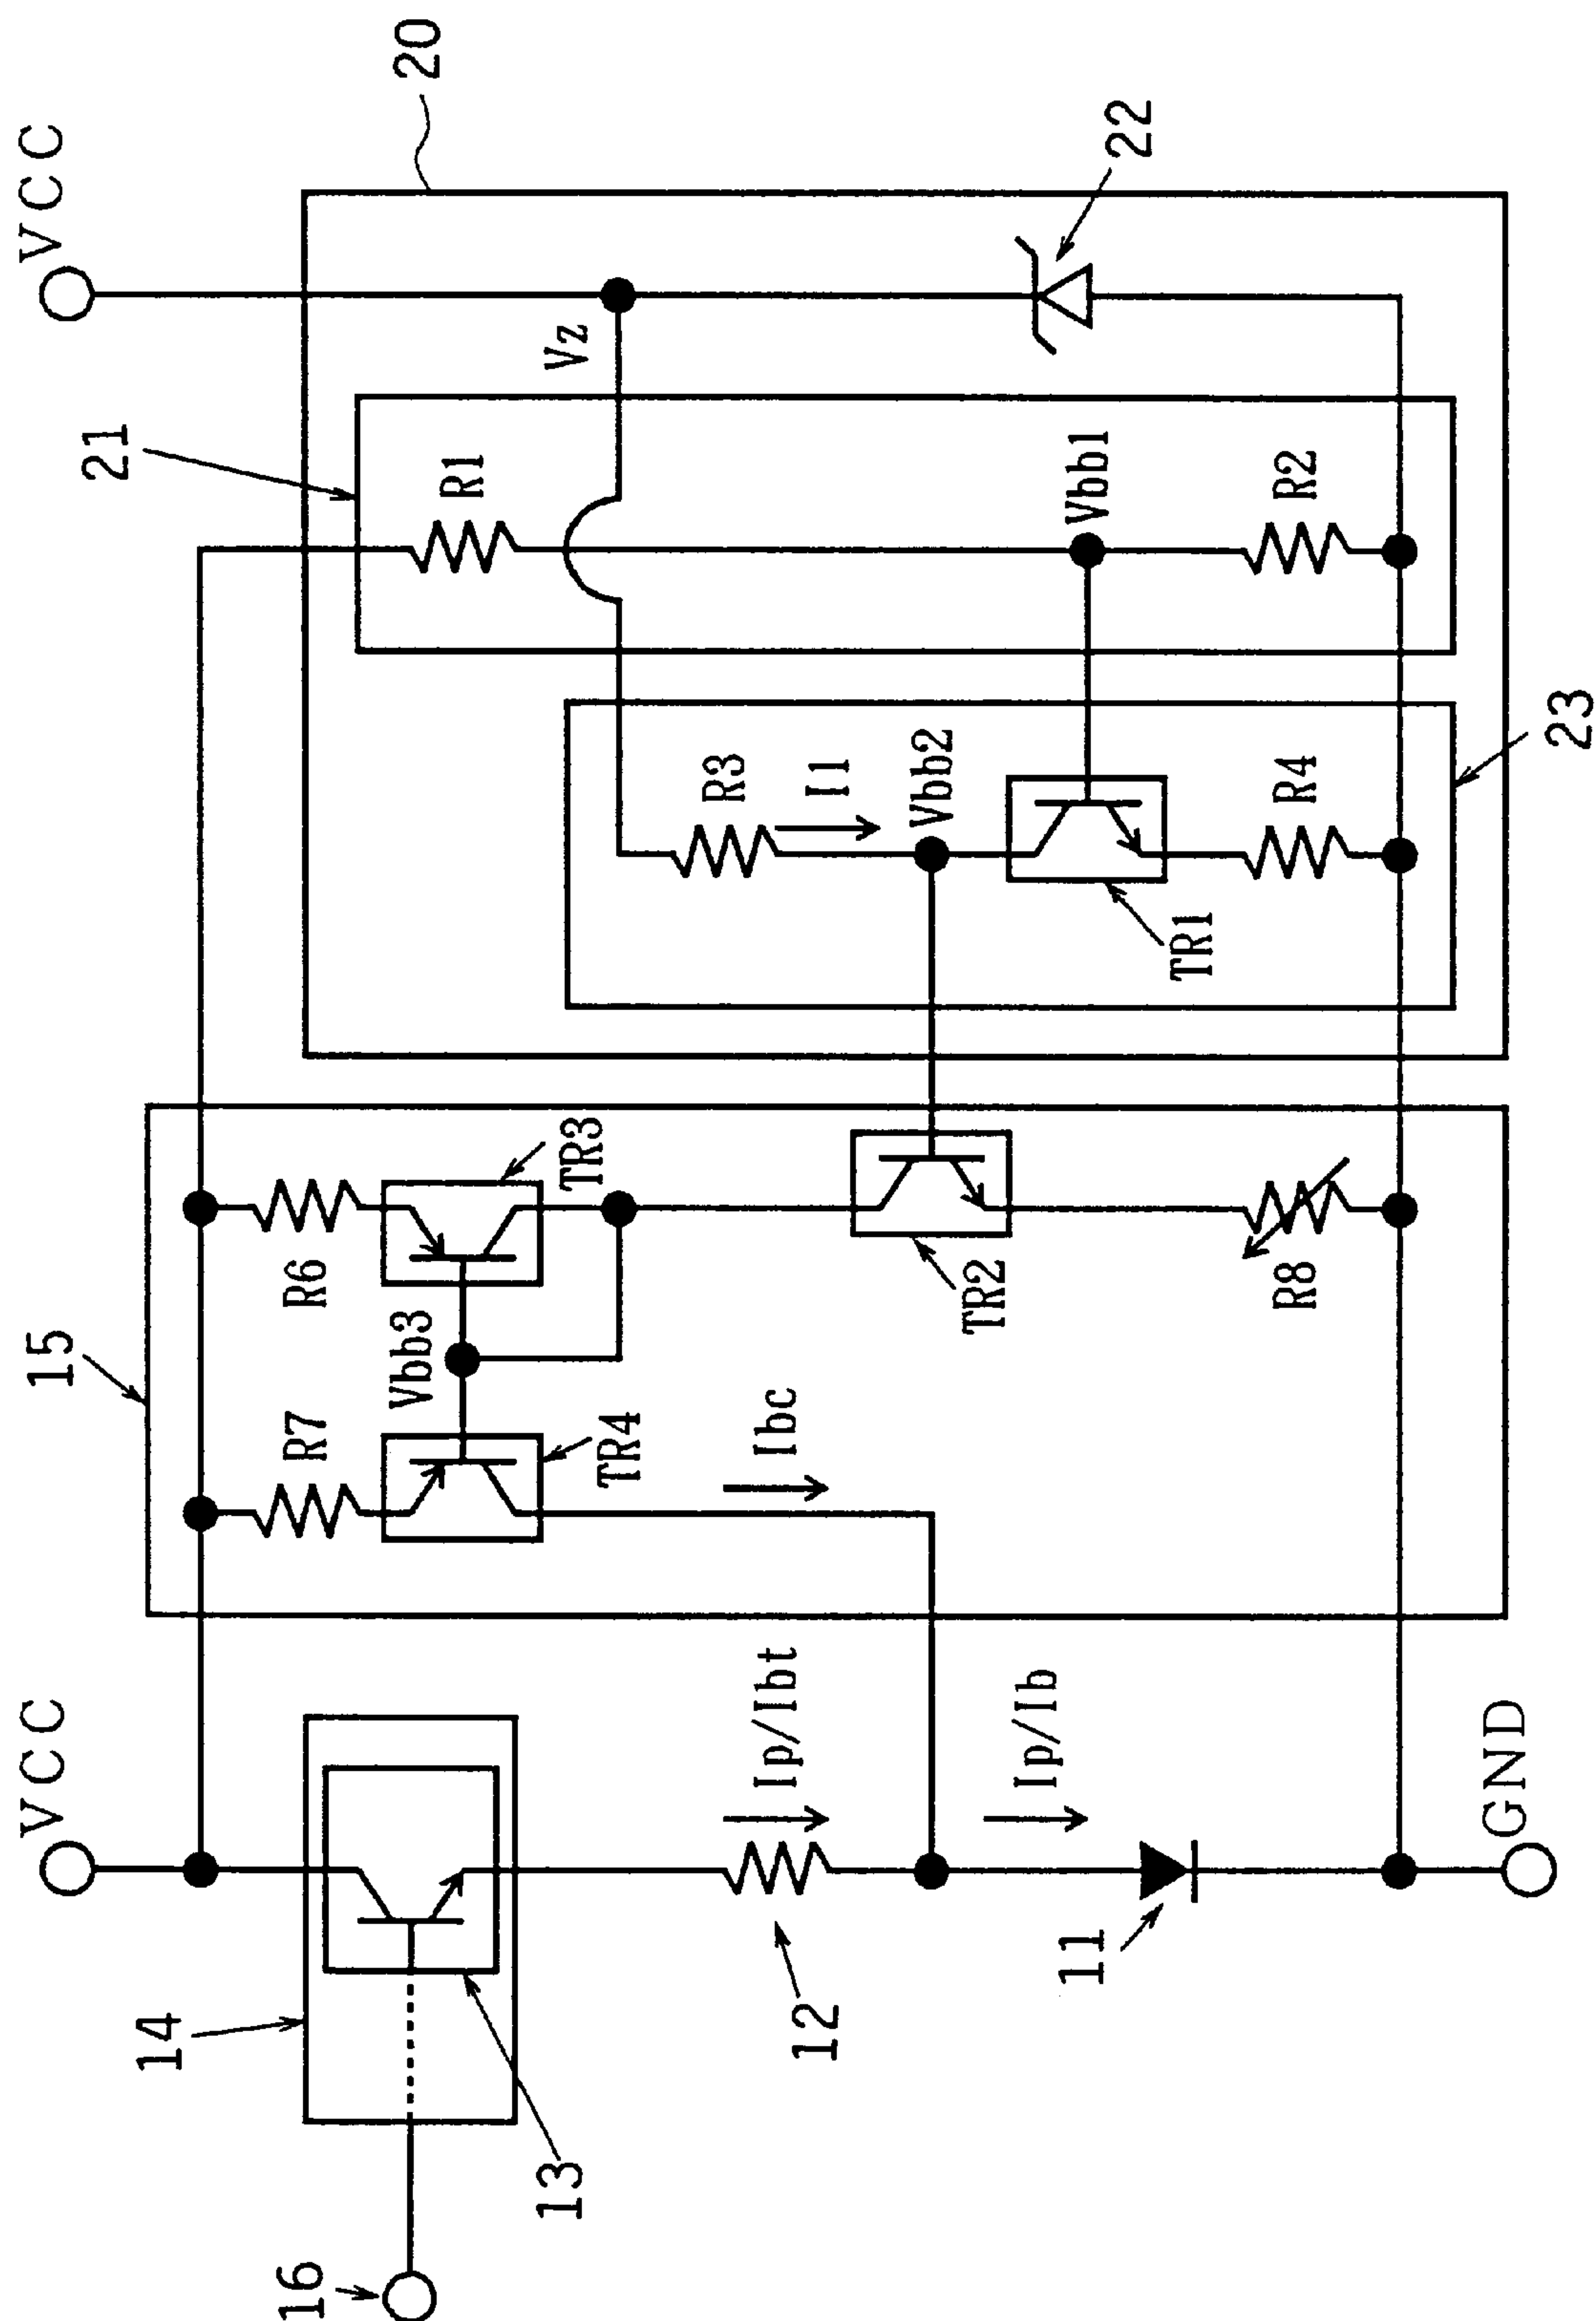 VCC
VCC
16
14
13
12
Ip/Ibt
Ip/Ib
11
GND
15
R7
R6
Vbb3
TR4
TR3
Ibc
TR2
R8
20
21
R1
Vz
22
Vbb1
R2
R3
I1
Vbb2
TR1
R4
23